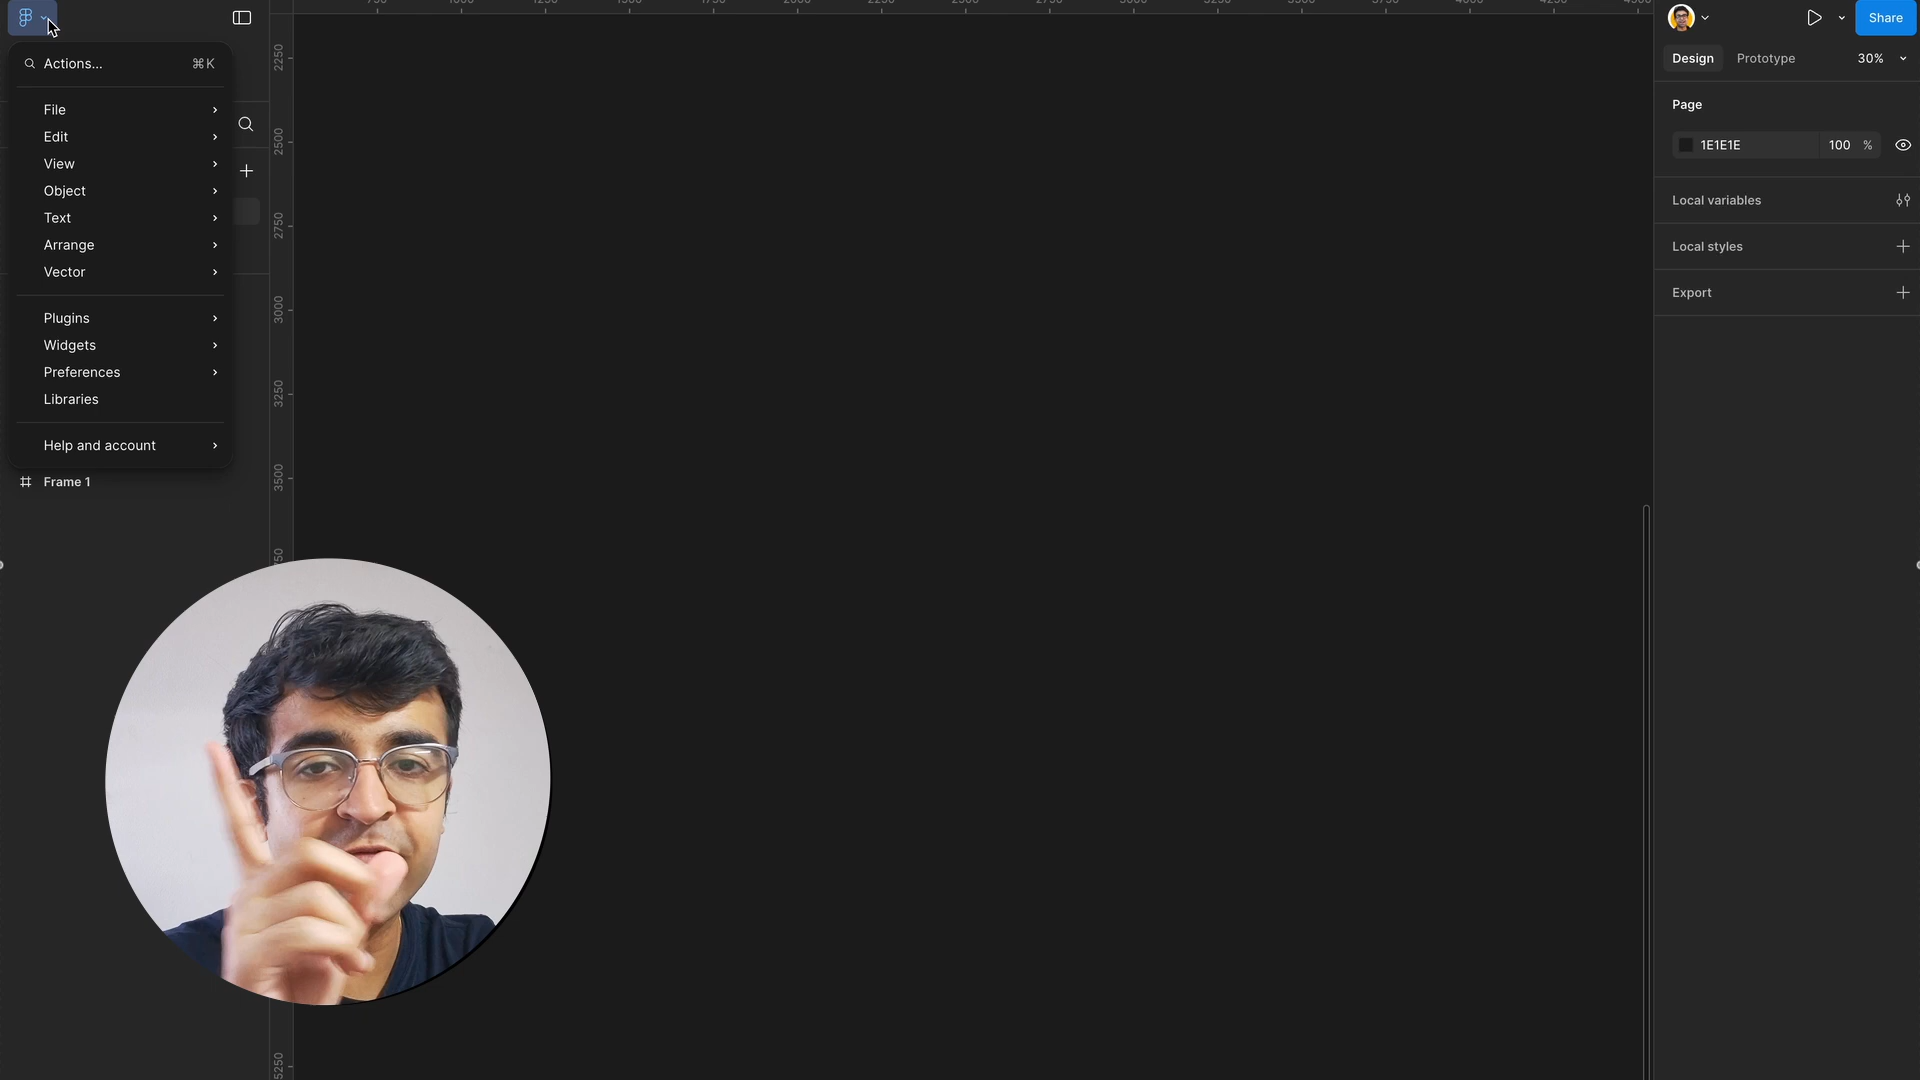 Actions... ⌘K
File
Edit
View
Object
Text
Arrange
Vector
Plugins
Widgets
Preferences
Libraries
Help and account
Frame 1
2250
2500
2750
3000
3250
3500
5250
Share
Design Prototype 30%
Page
1E1E1E 100 %
Local variables
Local styles
Export